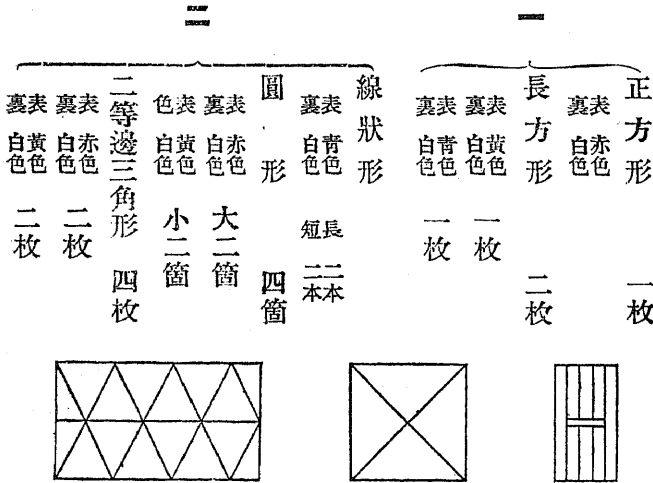 一
正方形 一枚
表 赤色
裏 白色
長方形 二枚
表 黃色
裏 白色
一枚
表 青色
裏 白色
一枚
二
線狀形
表 青色 長 二本
裏 白色 短 二本
圓形 四箇
表 赤色
裏 白色
大二箇
表 黃色
色 白色
小二箇
二等邊三角形 四枚
表 赤色
裏 白色
二枚
表 黃色
裏 白色
二枚